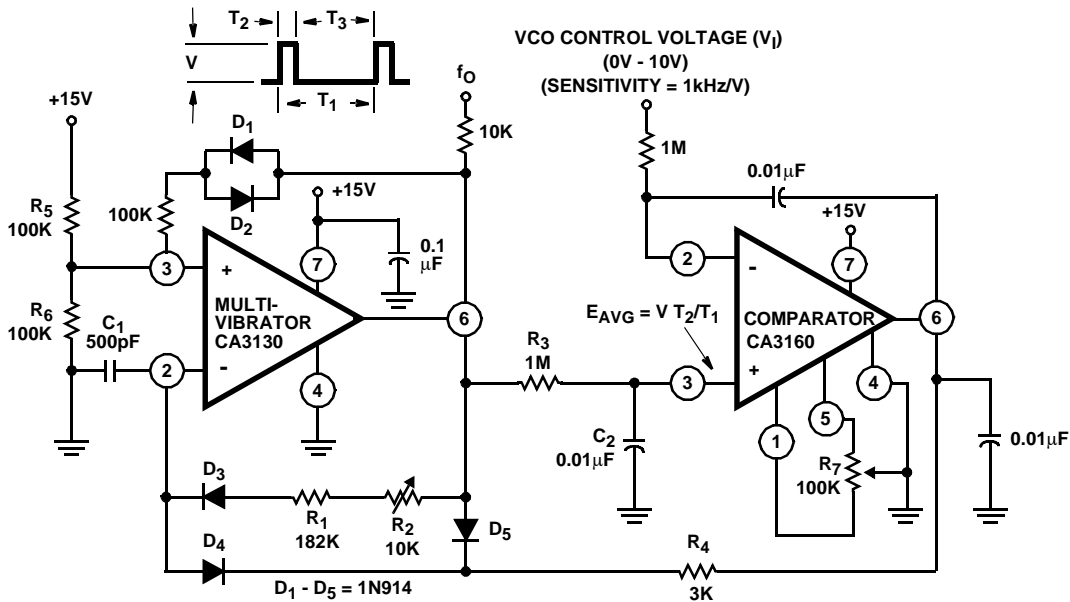 T2
T3
V
T1
fO
VCO CONTROL VOLTAGE (VI)
(0V - 10V)
(SENSITIVITY = 1kHz/V)
+15V
D1
10K
1M
0.01μF
D2
+15V
+15V
R5
100K
100K
0.1
μF
3
+
7
2
-
7
R6
100K
C1
500pF
MULTI-
VIBRATOR
CA3130
6
EAVG = V T2/T1
COMPARATOR
CA3160
6
R3
1M
2
-
4
3
+
4
5
1
C2
0.01μF
R7
100K
0.01μF
D3
R1
182K
R2
10K
D5
D4
R4
3K
D1 - D5 = 1N914